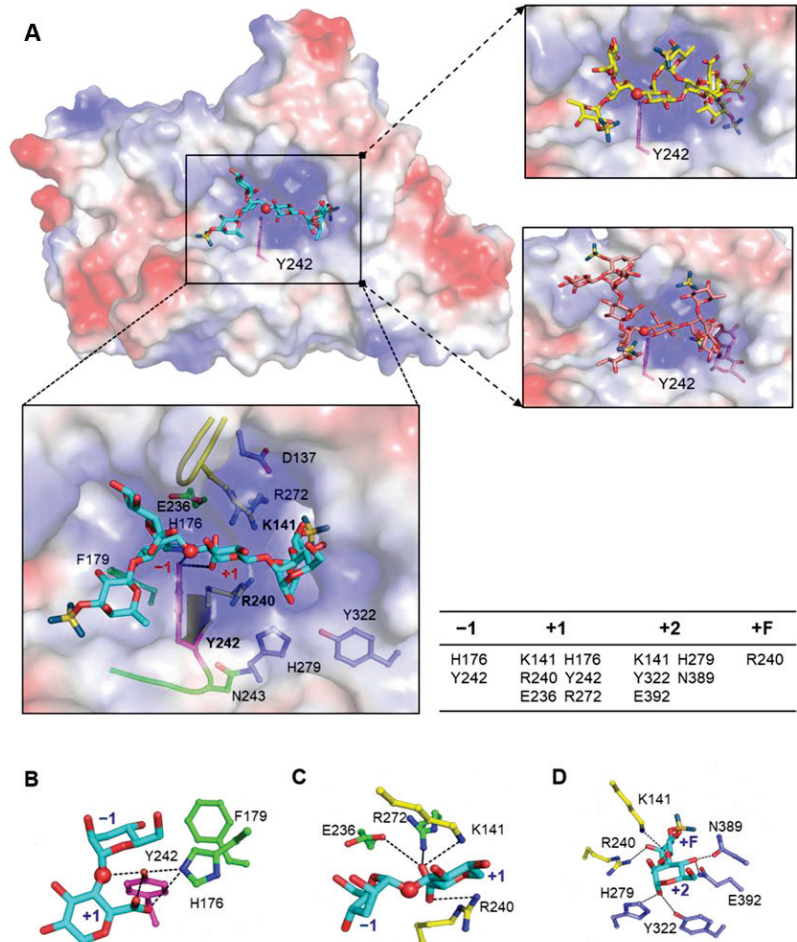 A
Y242
Y242
Y242
D137
E236
R272
H176
K141
F179
−1
+1
R240
Y322
Y242
H279
N243
−1 +1 +2 +F
H176 K141 H176 K141 H279 R240
Y242 R240 Y242 Y322 N389
E236 R272 E392
B
−1
F179
Y242
+1
H176
C
R272
E236
K141
+1
−1
R240
D
K141
N389
R240
+F
+2
E392
H279
Y322